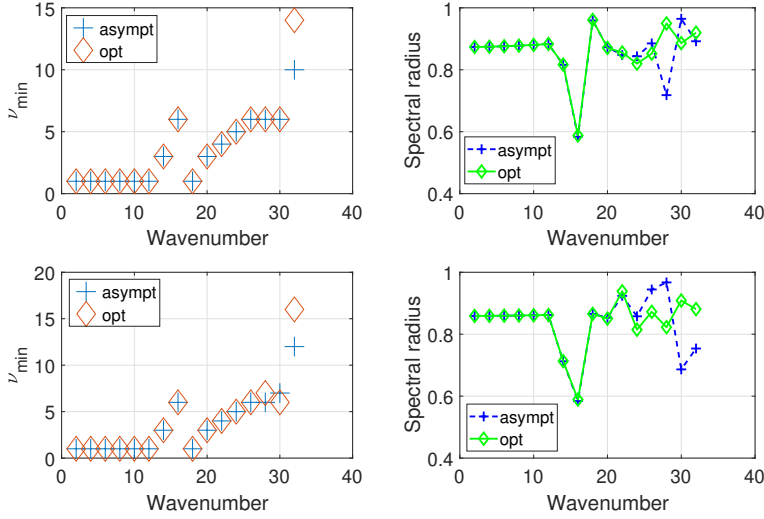 15
10
5
0
ν_min
asympt
opt
0 10 20 30 40
Wavenumber
1
0.8
0.6
0.4
Spectral radius
asympt
opt
0 10 20 30 40
Wavenumber
20
15
10
5
0
ν_min
asympt
opt
0 10 20 30 40
Wavenumber
1
0.8
0.6
0.4
Spectral radius
asympt
opt
0 10 20 30 40
Wavenumber